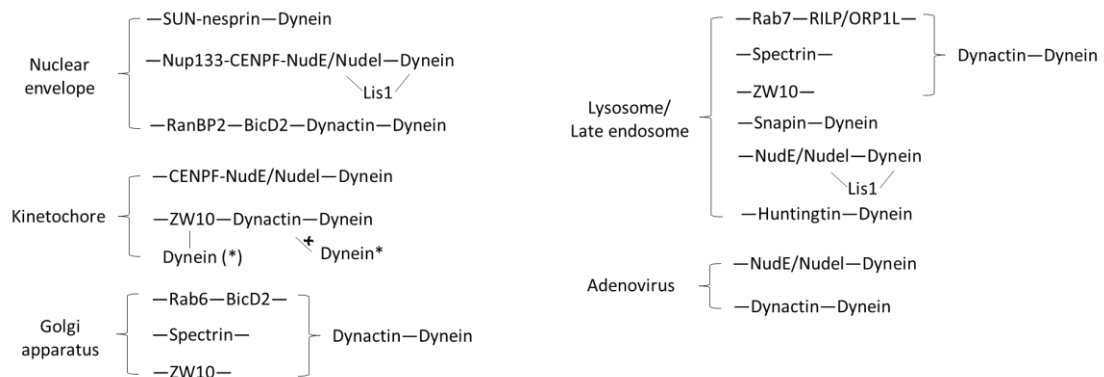 Nuclear
envelope
—SUN-nesprin—Dynein
—Nup133-CENPF-NudE/Nudel—Dynein
Lis1
—RanBP2—BicD2—Dynactin—Dynein
Kinetochore
—CENPF-NudE/Nudel—Dynein
—ZW10—Dynactin—Dynein
+
Dynein (*)
Dynein*
Golgi
apparatus
—Rab6—BicD2—
—Spectrin—
—ZW10—
Dynactin—Dynein
Lysosome/
Late endosome
—Rab7—RILP/ORP1L—
—Spectrin—
—ZW10—
Dynactin—Dynein
—Snapin—Dynein
—NudE/Nudel—Dynein
Lis1
—Huntingtin—Dynein
Adenovirus
—NudE/Nudel—Dynein
—Dynactin—Dynein